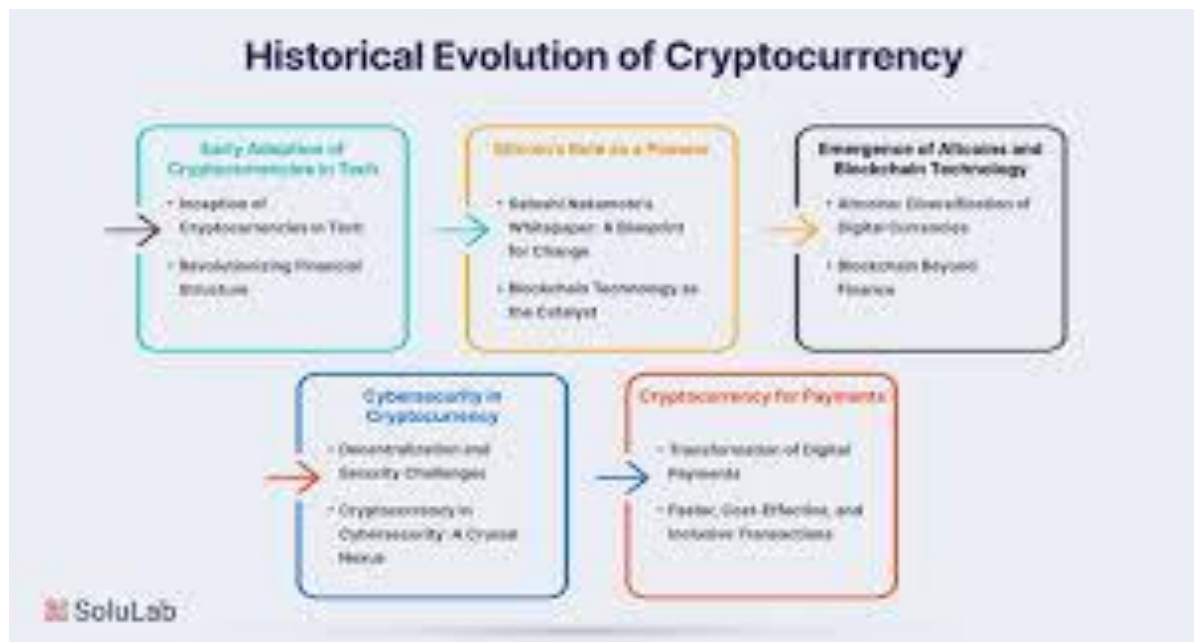 Historical Evolution of Cryptocurrency
Early Adoption of
Cryptocurrencies in Tech
• Inception of
Cryptocurrencies in Tech
• Revolutionizing Financial
Structure
Bitcoin's Role as a Pioneer
• Satoshi Nakamoto's
Whitepaper: A Blueprint
for Change
• Blockchain Technology as
the Catalyst
Emergence of Altcoins and
Blockchain Technology
• Altcoins: Diversification of
Digital Currencies
• Blockchain Beyond
Finance
Cybersecurity in
Cryptocurrency
• Decentralization and
Security Challenges
• Cryptocurrency in
Cybersecurity: A Crucial
Nexus
Cryptocurrency for Payments
• Transformation of Digital
Payments
• Faster, Cost-Effective, and
Inclusive Transactions
SoluLab